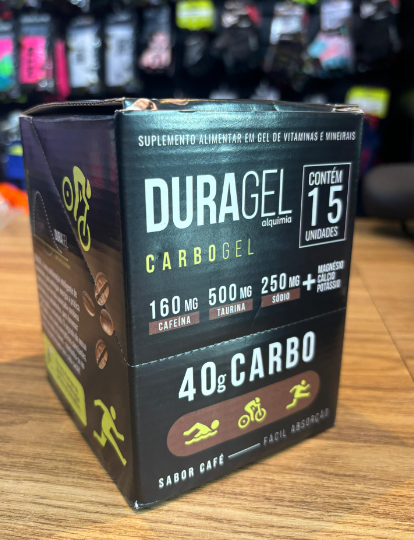 SUPLEMENTO ALIMENTAR EM GEL DE VITAMINAS E MINERAIS
DURAGEL
alquimia
CONTÉM
15
UNIDADES
CARBOGEL
160 MG
CAFEÍNA
500 MG
TAURINA
250 MG
SÓDIO
+
MAGNÉSIO
CÁLCIO
POTÁSSIO
40g CARBO
SABOR CAFÉ
FÁCIL ABSORÇÃO
DURAGEL